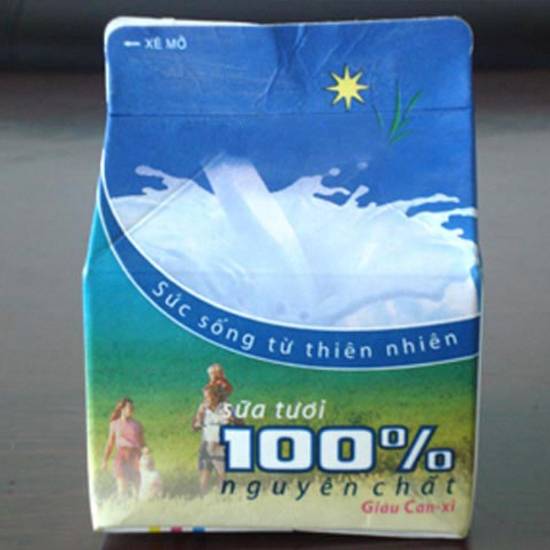 XÉ MỞ
Sức sống từ thiên nhiên
sữa tươi
100%
nguyên chất
Giàu Can-xi